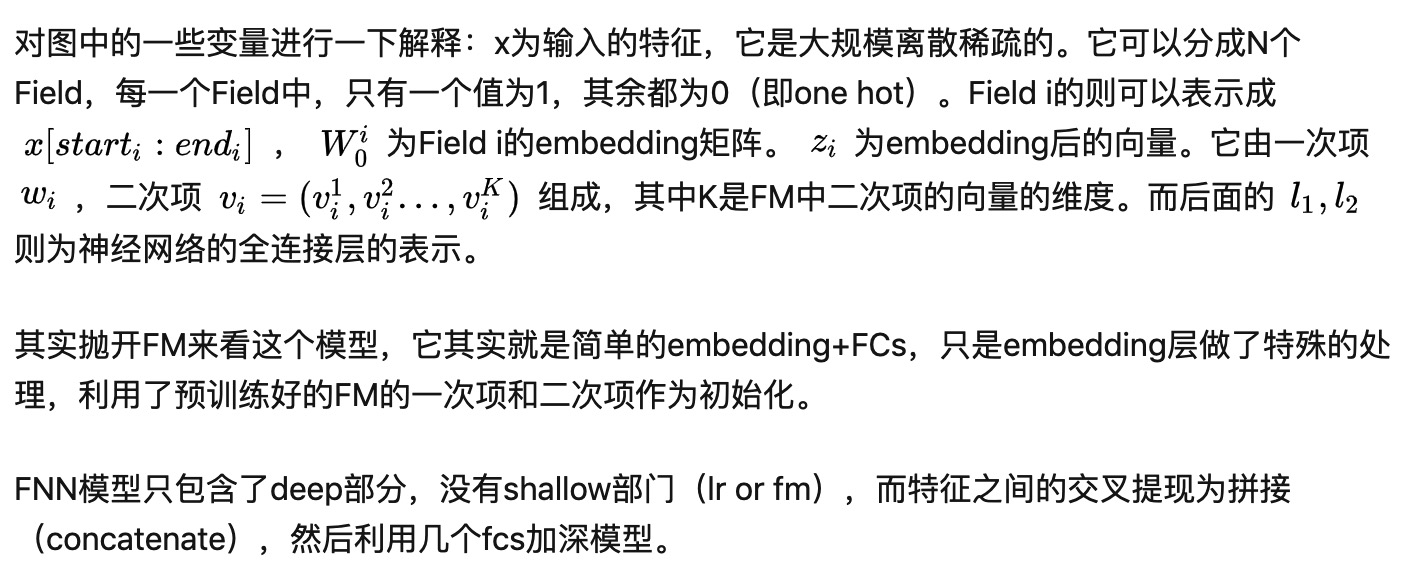 对图中的一些变量进行一下解释：x为输入的特征，它是大规模离散稀疏的。它可以分成N个
Field，每一个Field中，只有一个值为1，其余都为0（即one hot）。Field i的则可以表示成
$x[start_i : end_i]$ ， $W_0^i$ 为Field i的embedding矩阵。 $z_i$ 为embedding后的向量。它由一次项
$w_i$ ，二次项 $v_i = (v_i^1, v_i^2 \ldots, v_i^K)$ 组成，其中K是FM中二次项的向量的维度。而后面的 $l_1, l_2$
则为神经网络的全连接层的表示。
其实抛开FM来看这个模型，它其实就是简单的embedding+FCs，只是embedding层做了特殊的处
理，利用了预训练好的FM的一次项和二次项作为初始化。
FNN模型只包含了deep部分，没有shallow部门（lr or fm），而特征之间的交叉提现为拼接
（concatenate），然后利用几个fcs加深模型。